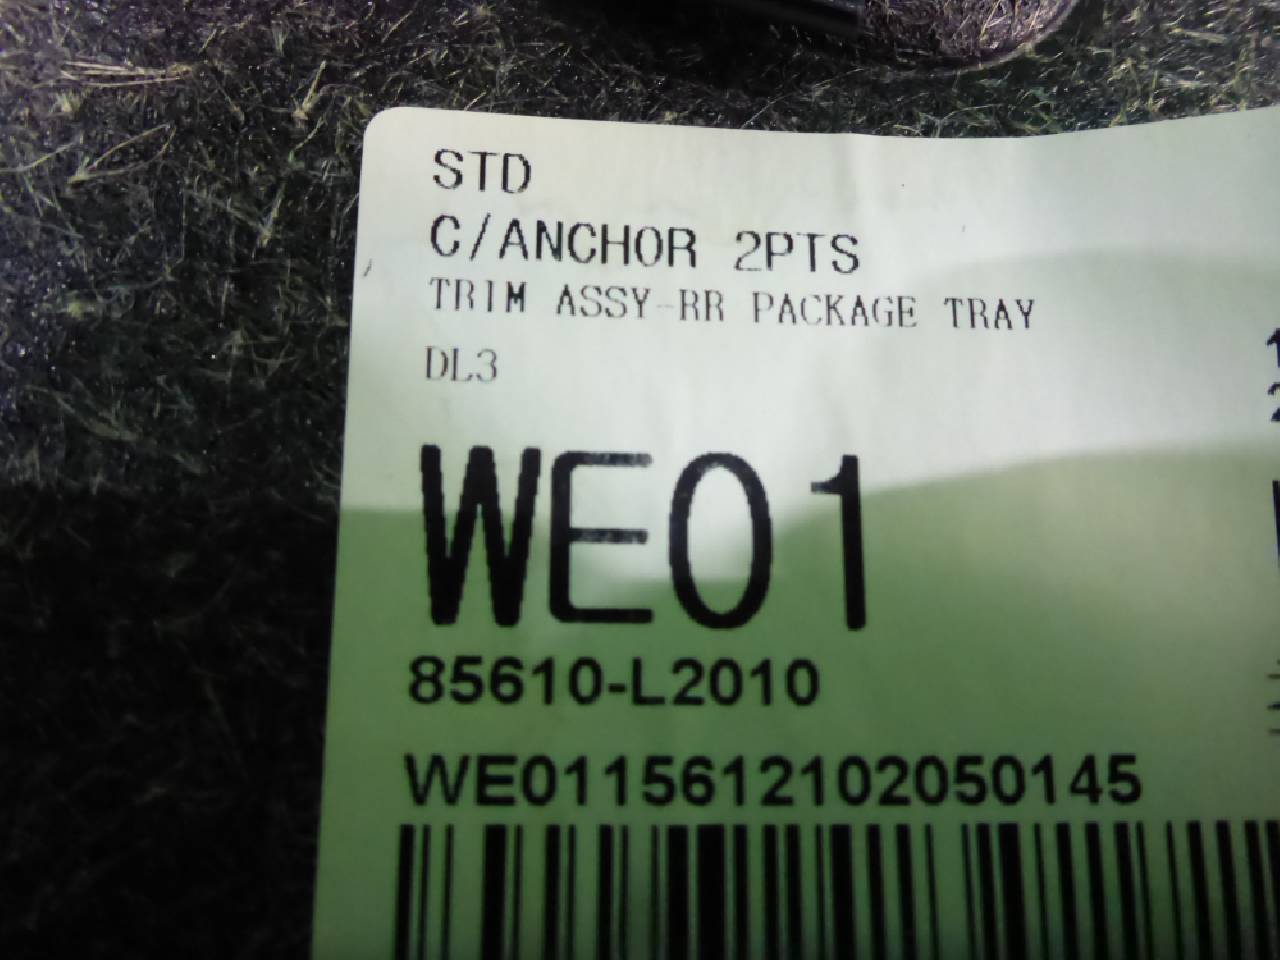 STD
C/ANCHOR 2PTS
TRIM ASSY-RR PACKAGE TRAY
DL3
WE01
85610-L2010
WE0115612102050145